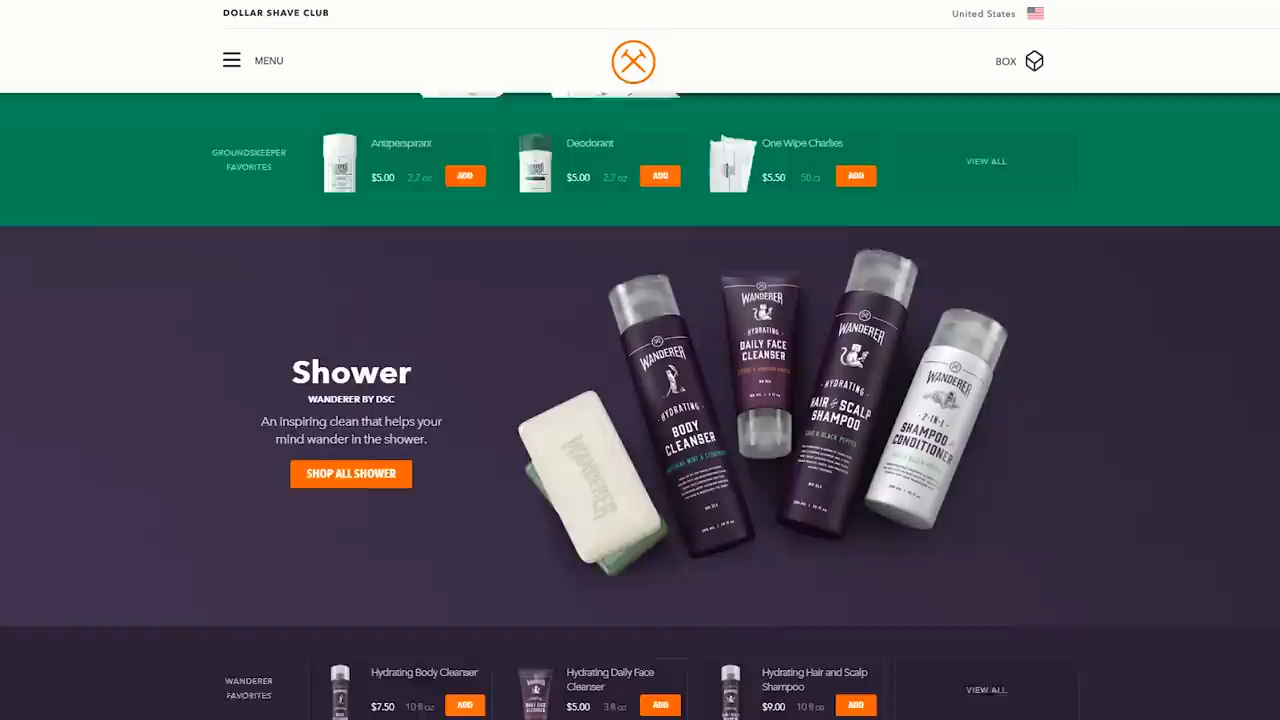 DOLLAR SHAVE CLUB
United States
MENU
BOX
GROUNDSKEEPER
FAVORITES
Antiperspirant
$5.00 2.7 oz ADD
Deodorant
$5.00 2.7 oz ADD
One Wipe Charlies
$5.50 50 ct ADD
VIEW ALL
Shower
WANDERER BY DSC
An inspiring clean that helps your
mind wander in the shower.
SHOP ALL SHOWER
WANDERER
WANDERER
HYDRATING
BODY
CLEANSER
WANDERER
HYDRATING
DAILY FACE
CLEANSER
WANDERER
HYDRATING
HAIR & SCALP
SHAMPOO
& BLACK PEPPER
WANDERER
2-IN-1
SHAMPOO
CONDITIONER
WANDERER
FAVORITES
Hydrating Body Cleanser
$7.50 10 fl oz ADD
Hydrating Daily Face
Cleanser
$5.00 3 fl oz ADD
Hydrating Hair and Scalp
Shampoo
$9.00 10 fl oz ADD
VIEW ALL